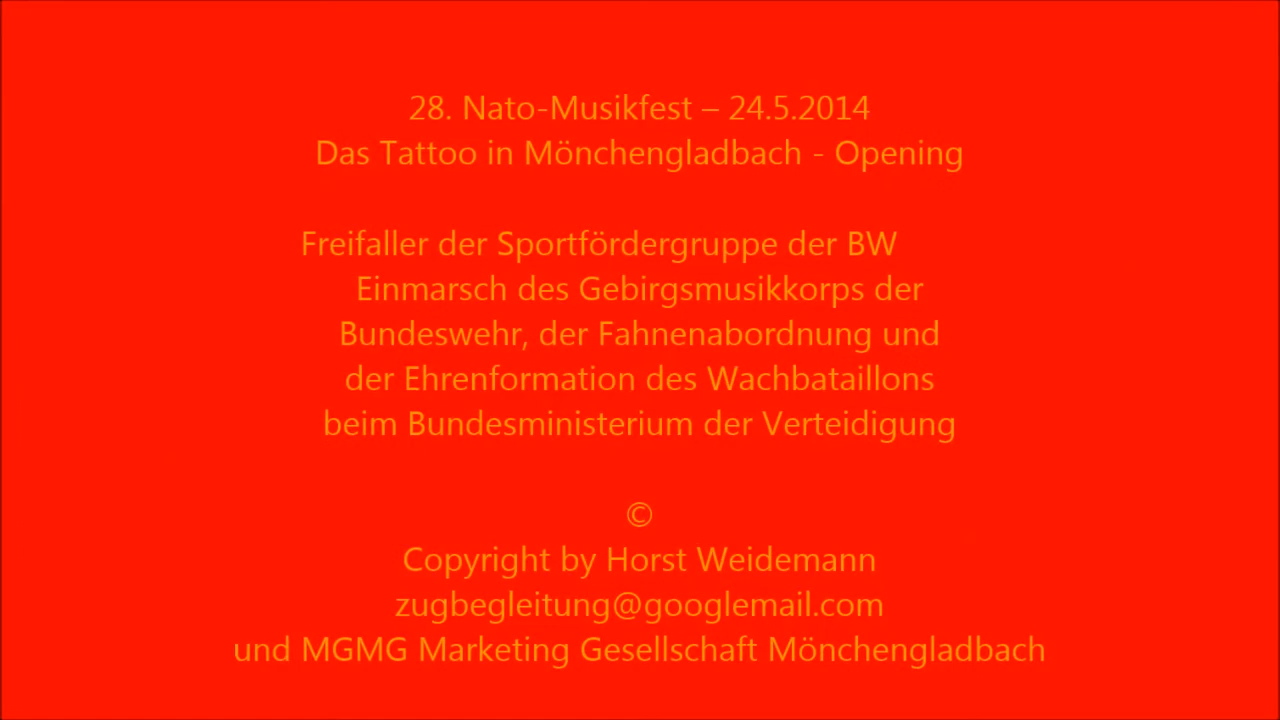 28. Nato-Musikfest – 24.5.2014
Das Tattoo in Mönchengladbach - Opening
Freifaller der Sportfördergruppe der BW
Einmarsch des Gebirgsmusikkorps der
Bundeswehr, der Fahnenabordnung und
der Ehrenformation des Wachbataillons
beim Bundesministerium der Verteidigung
©
Copyright by Horst Weidemann
zugbegleitung@googlemail.com
und MGMG Marketing Gesellschaft Mönchengladbach